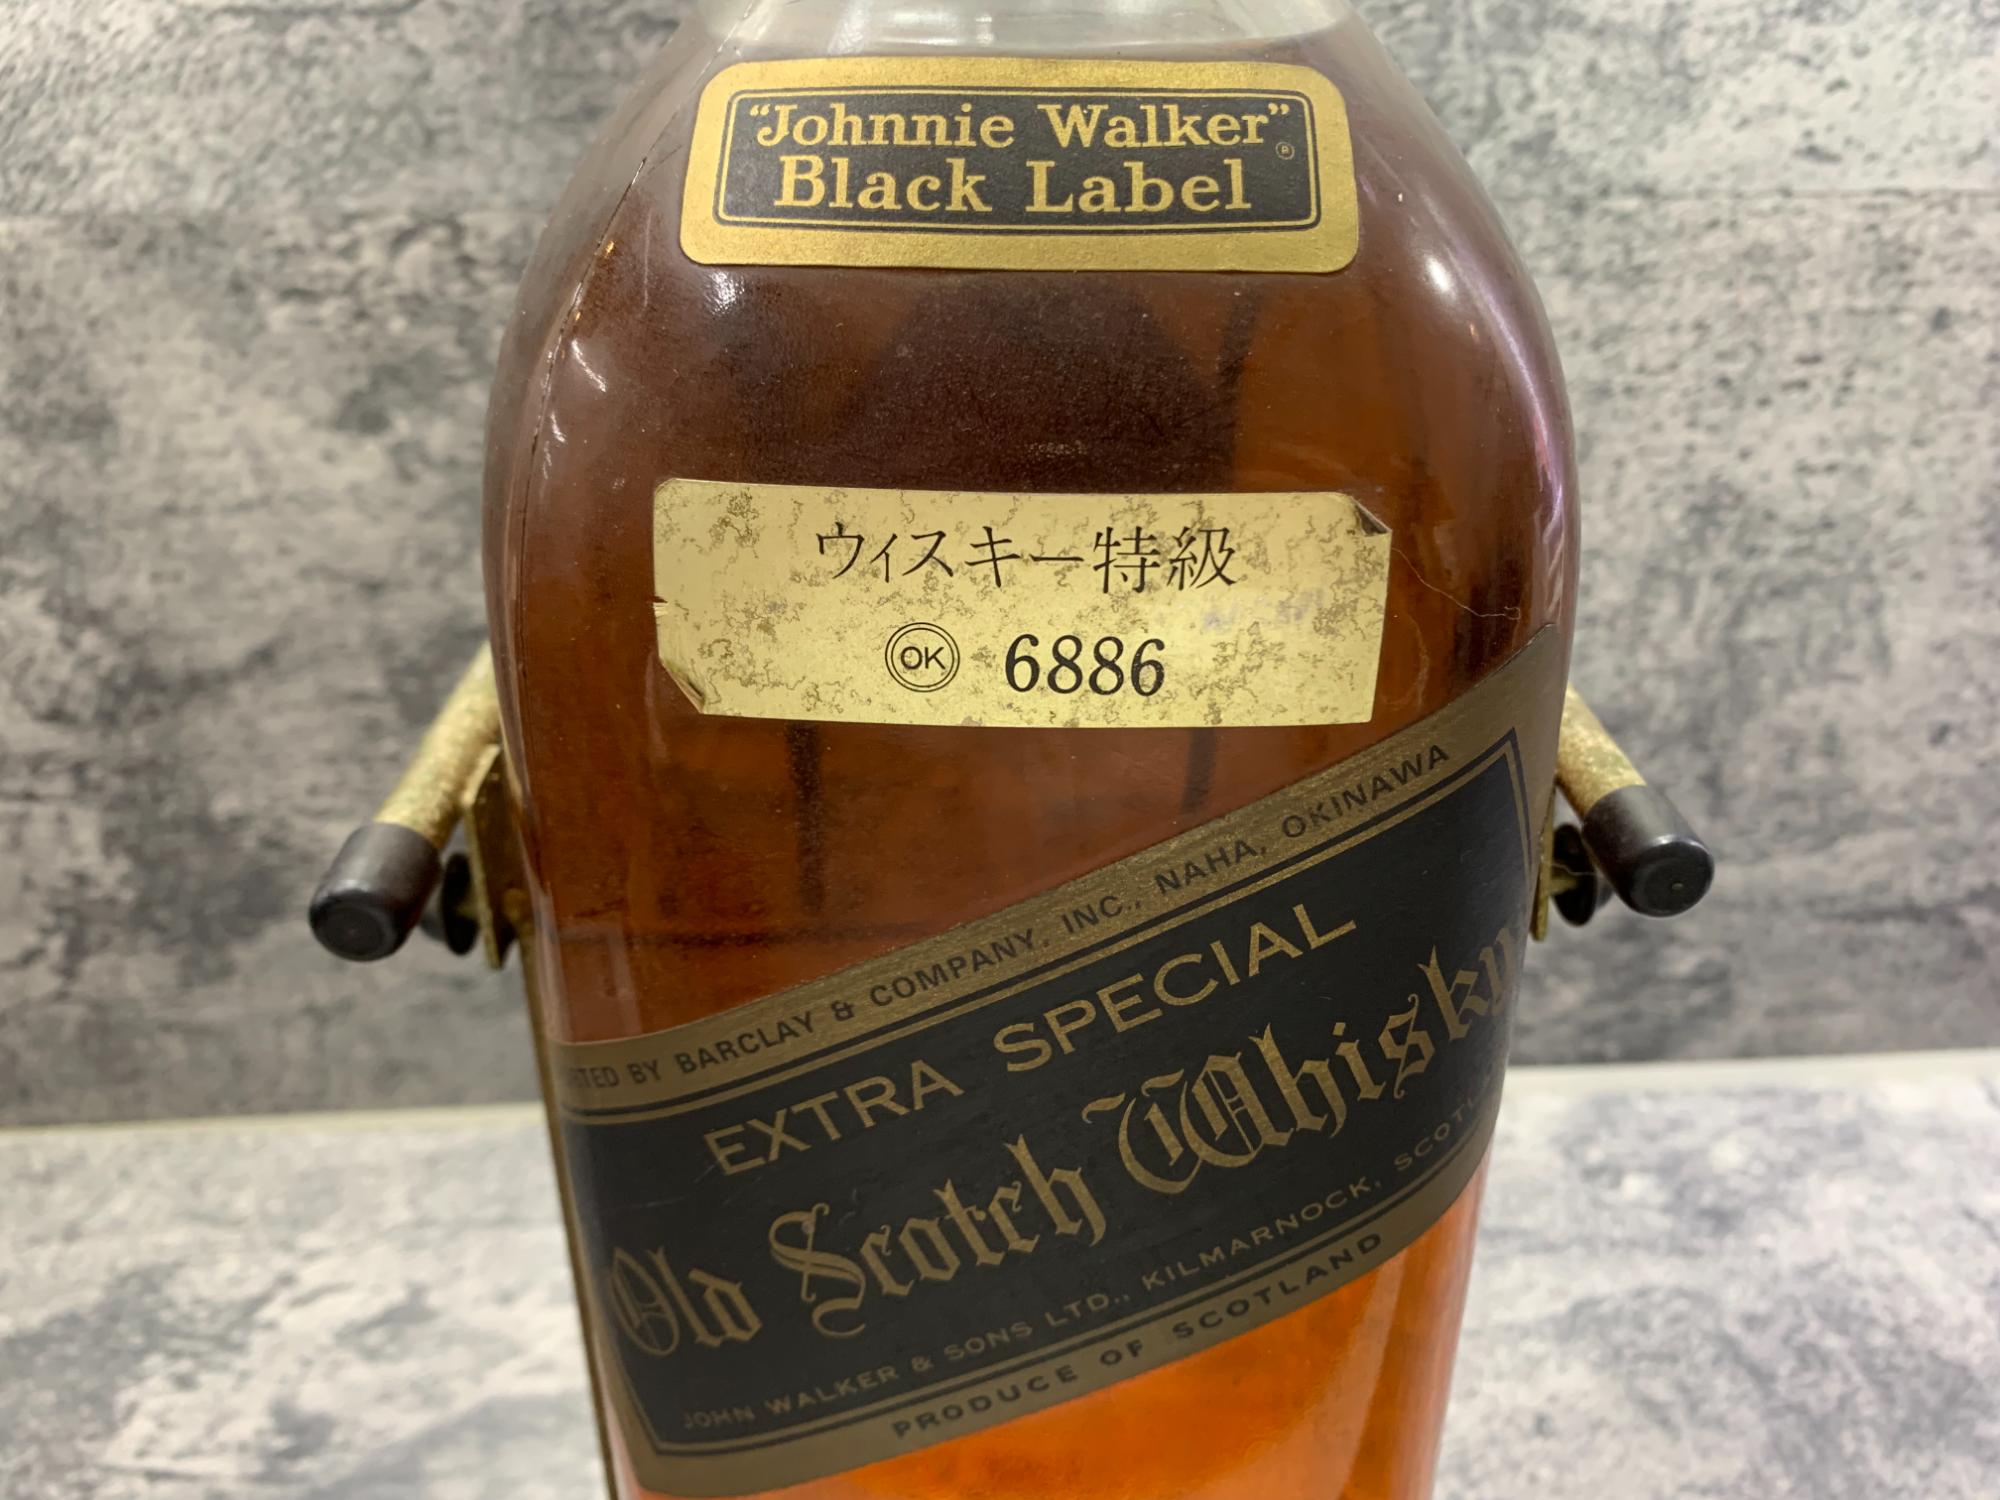 "Johnnie Walker" ®
Black Label
ウィスキー特級
OK 6886
BY BARCLAY & COMPANY, INC., NAHA, OKINAWA
EXTRA SPECIAL
Old Scotch Whisky
JOHN WALKER & SONS LTD., KILMARNOCK,
PRODUCE OF SCOTLAND